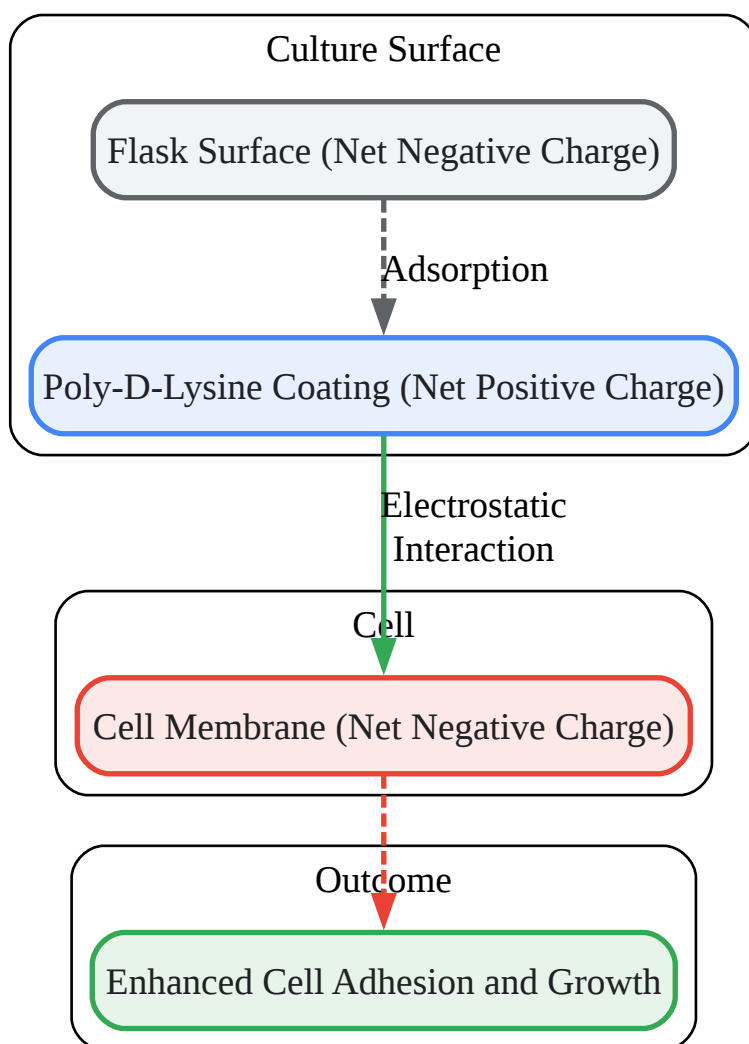 Culture Surface
Flask Surface (Net Negative Charge)
Adsorption
Poly-D-Lysine Coating (Net Positive Charge)
Electrostatic
Interaction
Cell
Cell Membrane (Net Negative Charge)
Outcome
Enhanced Cell Adhesion and Growth